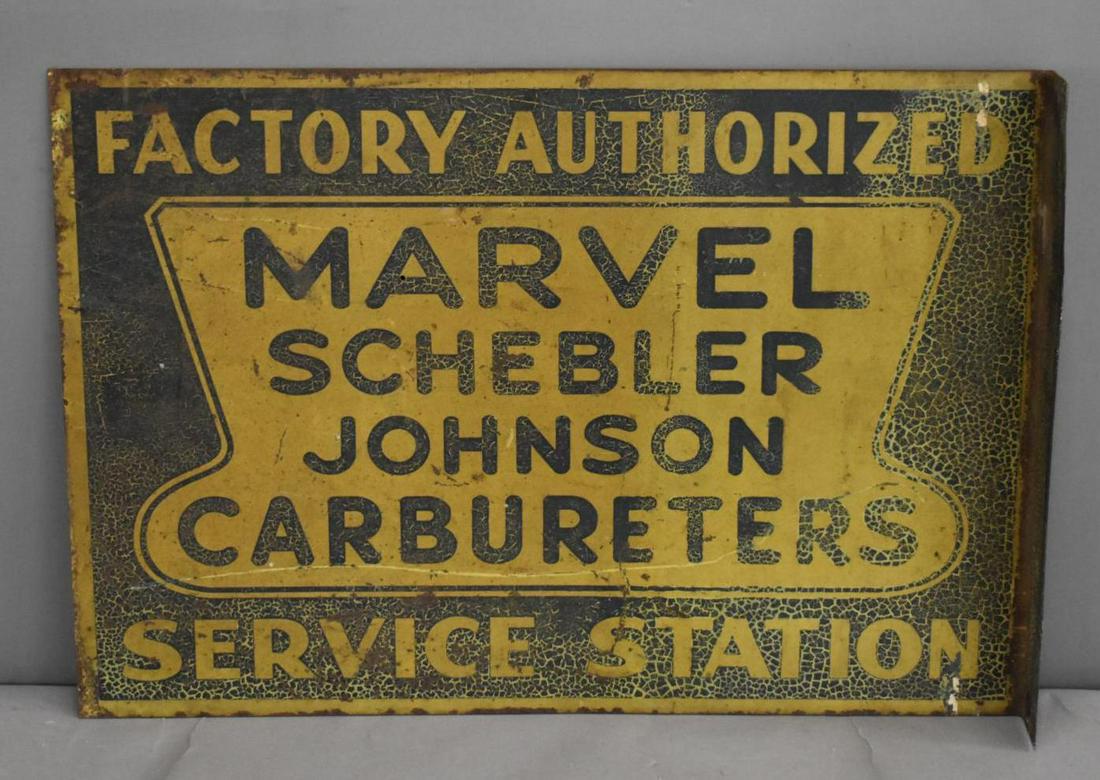 FACTORY AUTHORIZED
MARVEL
SCHEBLER
JOHNSON
CARBURETERS
SERVICE STATION